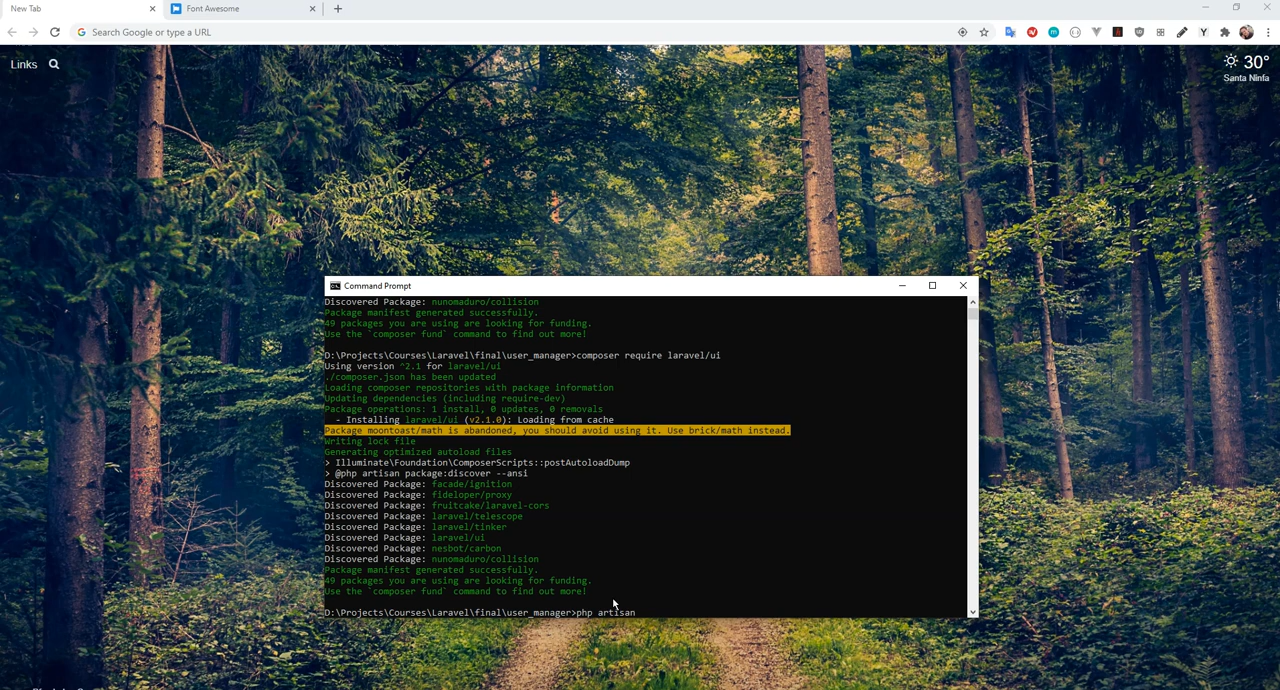 New Tab
Font Awesome
Search Google or type a URL
Links
30°
Santa Ninfa
Command Prompt
Discovered Package: nunomaduro/collision
Package manifest generated successfully.
49 packages you are using are looking for funding.
Use the `composer fund` command to find out more!
D:\Projects\Courses\Laravel\final\user_manager>composer require laravel/ui
Using version ^2.1 for laravel/ui
./composer.json has been updated
Loading composer repositories with package information
Updating dependencies (including require-dev)
Package operations: 1 install, 0 updates, 0 removals
- Installing laravel/ui (v2.1.0): Loading from cache
Package moontoast/math is abandoned, you should avoid using it. Use brick/math instead.
Writing lock file
Generating optimized autoload files
> Illuminate\Foundation\ComposerScripts::postAutoloadDump
> @php artisan package:discover --ansi
Discovered Package: facade/ignition
Discovered Package: fideloper/proxy
Discovered Package: fruitcake/laravel-cors
Discovered Package: laravel/telescope
Discovered Package: laravel/tinker
Discovered Package: laravel/ui
Discovered Package: nesbot/carbon
Discovered Package: nunomaduro/collision
Package manifest generated successfully.
49 packages you are using are looking for funding.
Use the `composer fund` command to find out more!
D:\Projects\Courses\Laravel\final\user_manager>php artisan